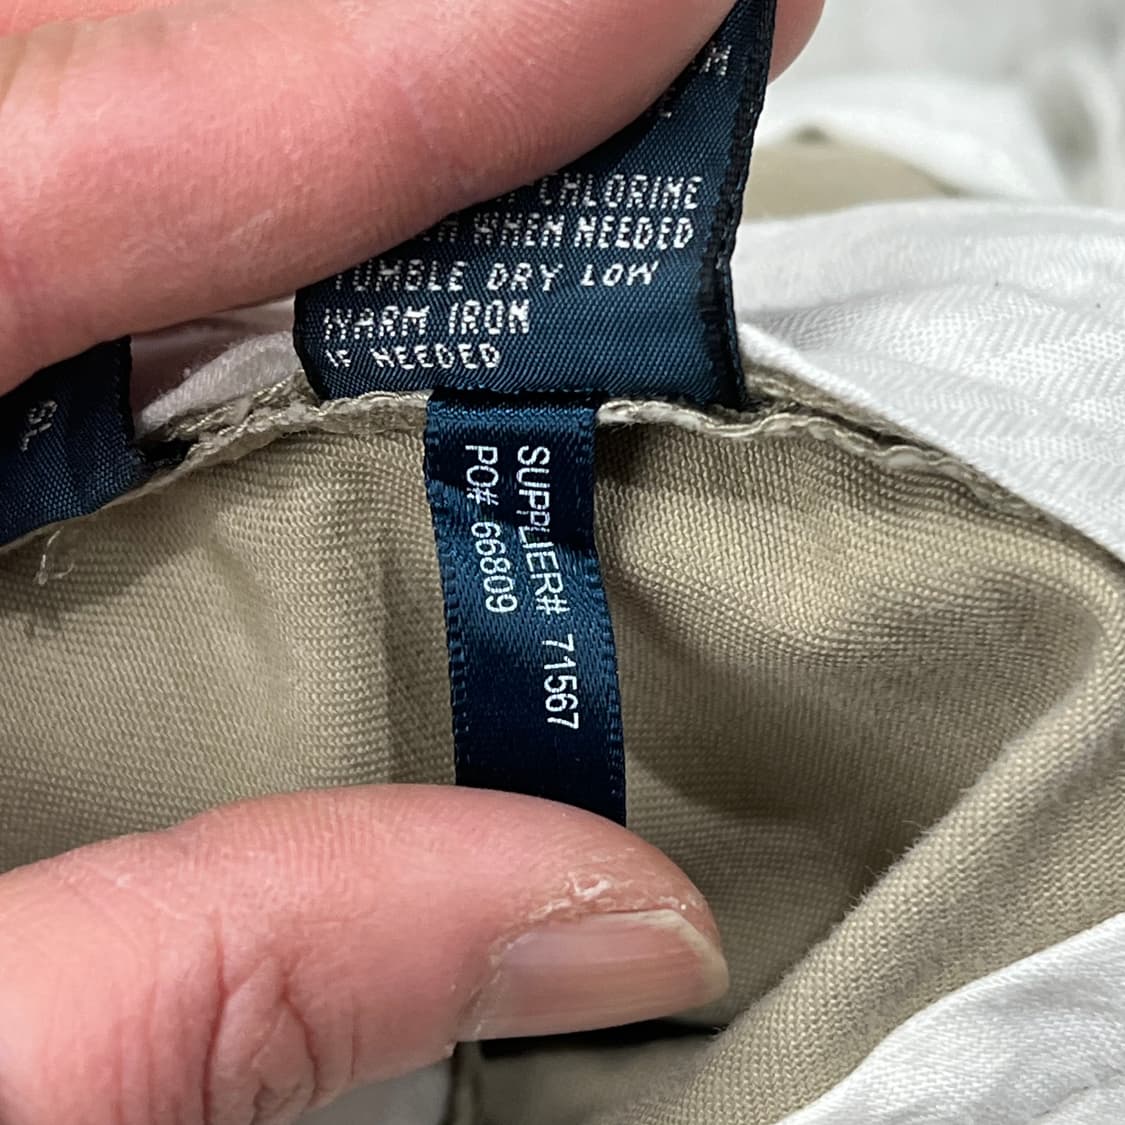 CHLORINE
WHEN NEEDED
TUMBLE DRY LOW
WARM IRON
IF NEEDED
SUPPLIER# 71567
PO# 66809